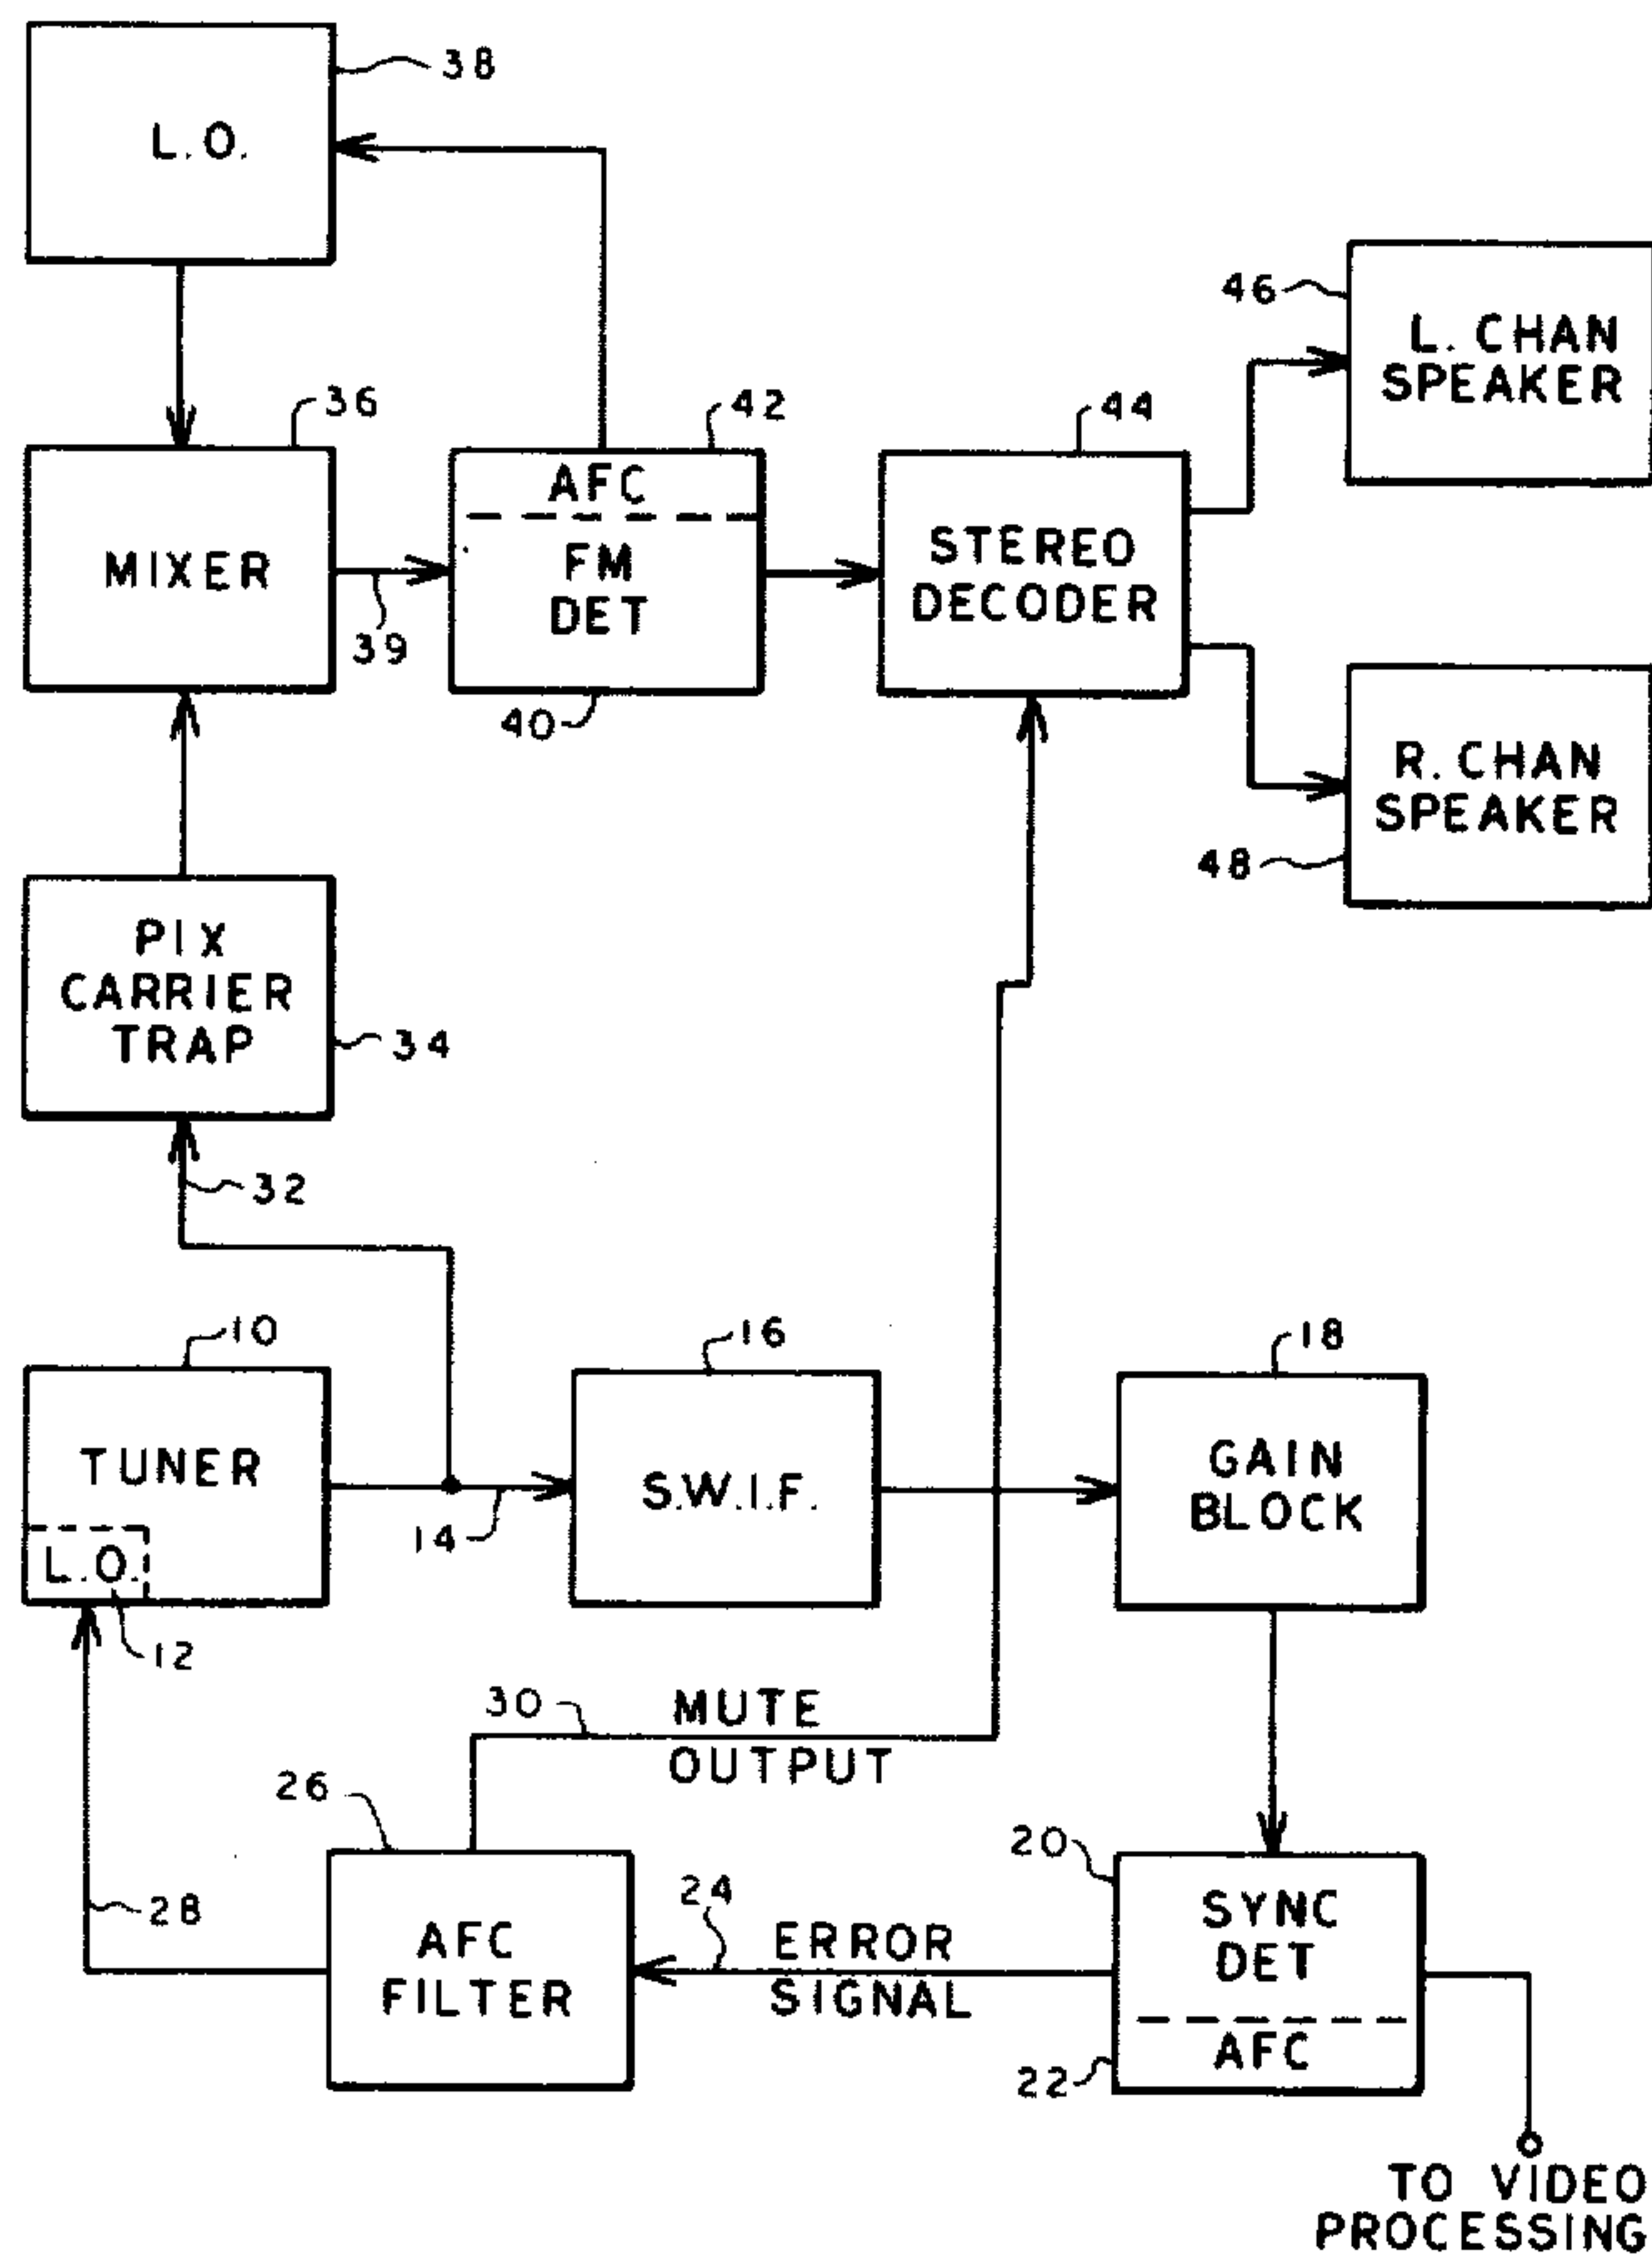 38
L.O.
46
L. CHAN
SPEAKER
36
42
44
AFC
MIXER
FM
DET
STEREO
DECODER
39
40
R. CHAN
SPEAKER
48
PIX
CARRIER
TRAP
34
32
10
16
18
TUNER
S.W.I.F.
GAIN
BLOCK
14
L.O.
12
30
MUTE
OUTPUT
26
20
28
24
AFC
FILTER
ERROR
SIGNAL
SYNC
DET
AFC
22
TO VIDEO
PROCESSING